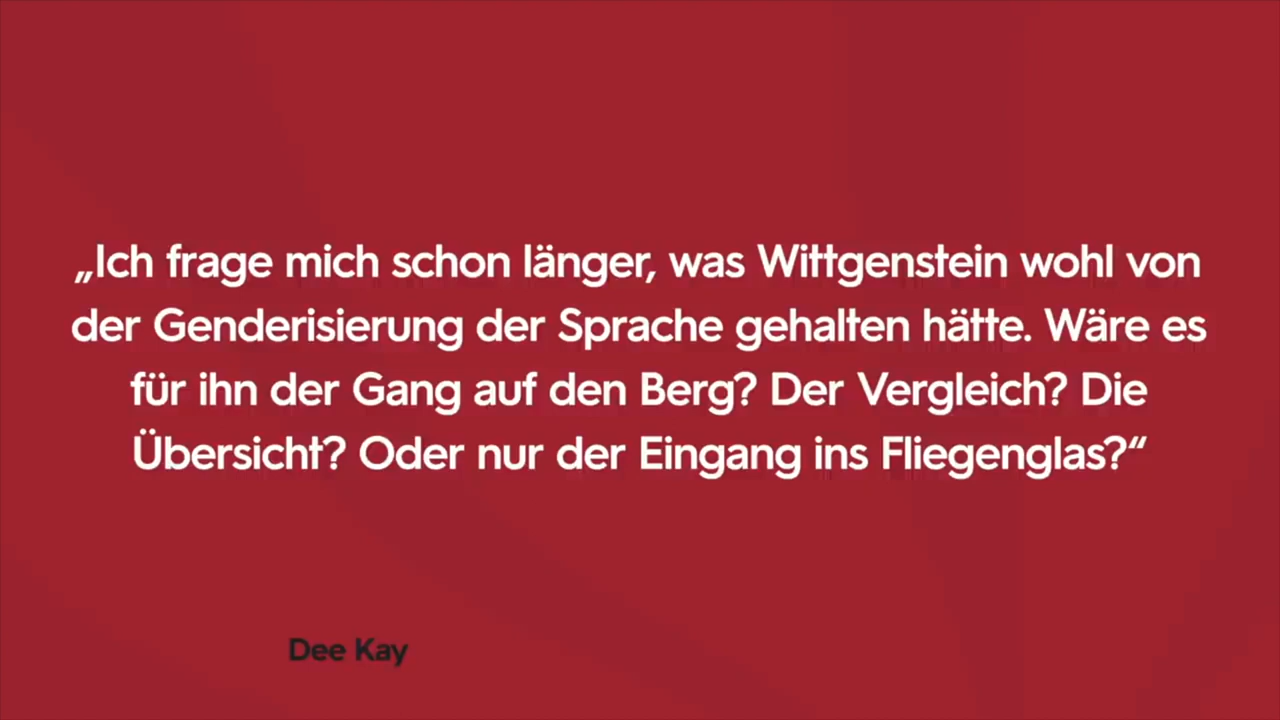 „Ich frage mich schon länger, was Wittgenstein wohl von
der Genderisierung der Sprache gehalten hätte. Wäre es
für ihn der Gang auf den Berg? Der Vergleich? Die
Übersicht? Oder nur der Eingang ins Fliegenglas?“
Dee Kay